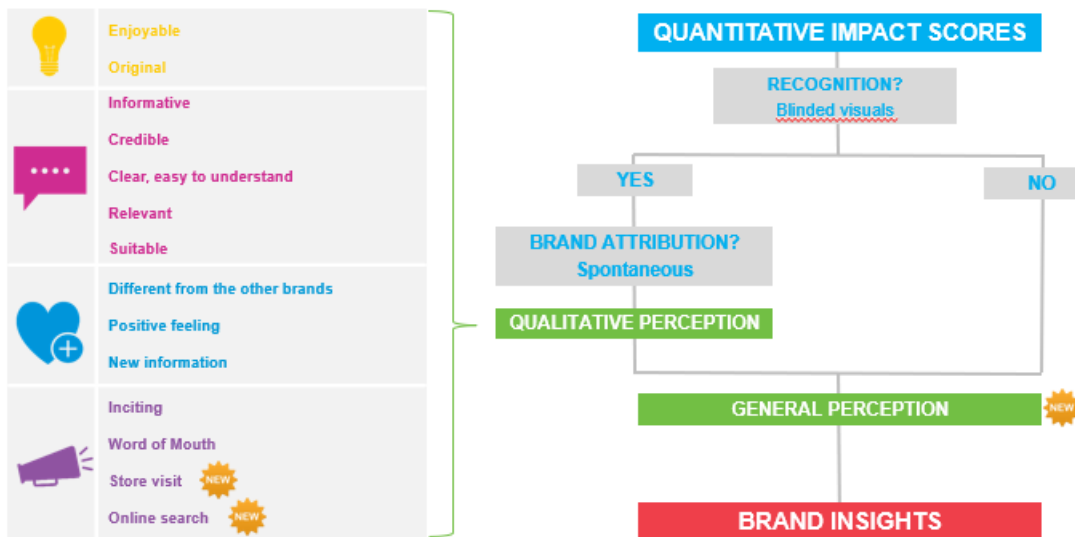 Enjoyable
Original
Informative
Credible
Clear, easy to understand
Relevant
Suitable
Different from the other brands
Positive feeling
New information
Inciting
Word of Mouth
Store visit NEW
Online search NEW
QUANTITATIVE IMPACT SCORES
RECOGNITION?
Blinded visuals
YES
NO
BRAND ATTRIBUTION?
Spontaneous
QUALITATIVE PERCEPTION
GENERAL PERCEPTION NEW
BRAND INSIGHTS